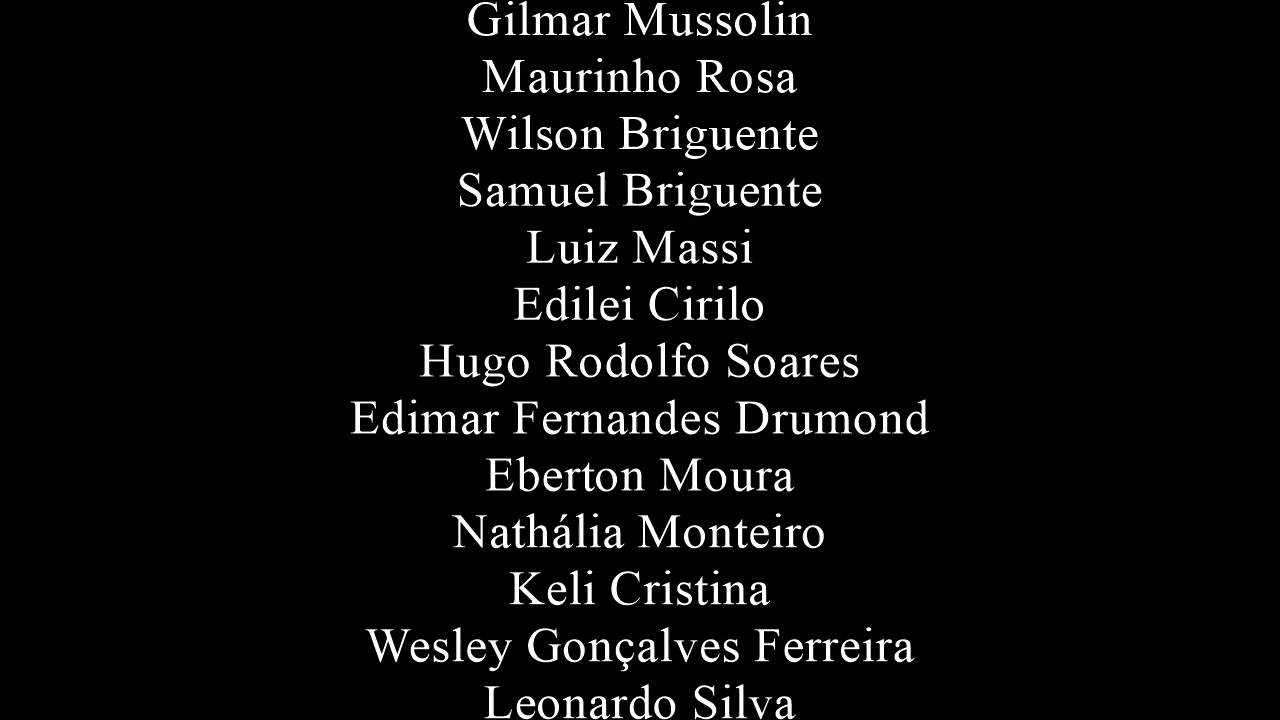 Gilmar Mussolin
Maurinho Rosa
Wilson Briguente
Samuel Briguente
Luiz Massi
Edilei Cirilo
Hugo Rodolfo Soares
Edimar Fernandes Drumond
Eberton Moura
Nathália Monteiro
Keli Cristina
Wesley Gonçalves Ferreira
Leonardo Silva